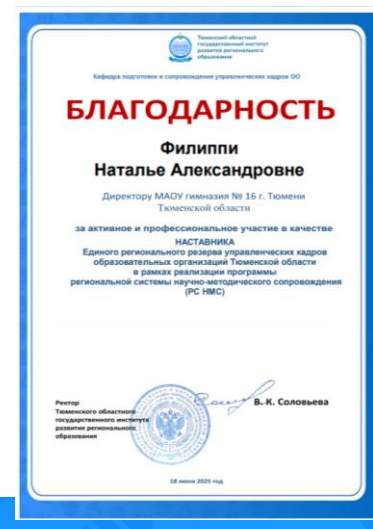 Тюменский областной
государственный институт
развития регионального
образования
Кафедра подготовки и сопровождения управленческих кадров ОО
БЛАГОДАРНОСТЬ
Филиппи
Наталье Александровне
Директору МАОУ гимназия № 16 г. Тюмени
Тюменской области
за активное и профессиональное участие в качестве
НАСТАВНИКА
Единого регионального резерва управленческих кадров
образовательных организаций Тюменской области
в рамках реализации программы
региональной системы научно-методического сопровождения
(РС НМС)
Ректор
Тюменского областного
государственного института
развития регионального
образования
В. К. Соловьева
18 июня 2025 год